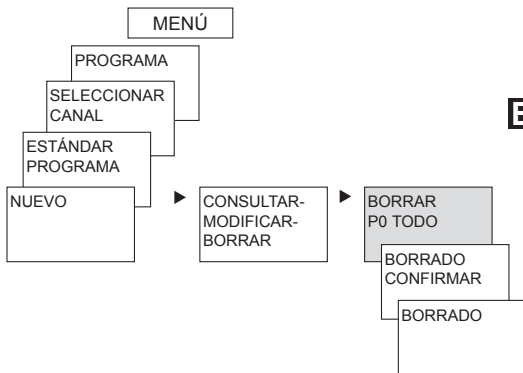 MENÚ
PROGRAMA
SELECCIONAR
CANAL
ESTÁNDAR
PROGRAMA
NUEVO
CONSULTAR-
MODIFICAR-
BORRAR
BORRAR
P0 TODO
BORRADO
CONFIRMAR
BORRADO